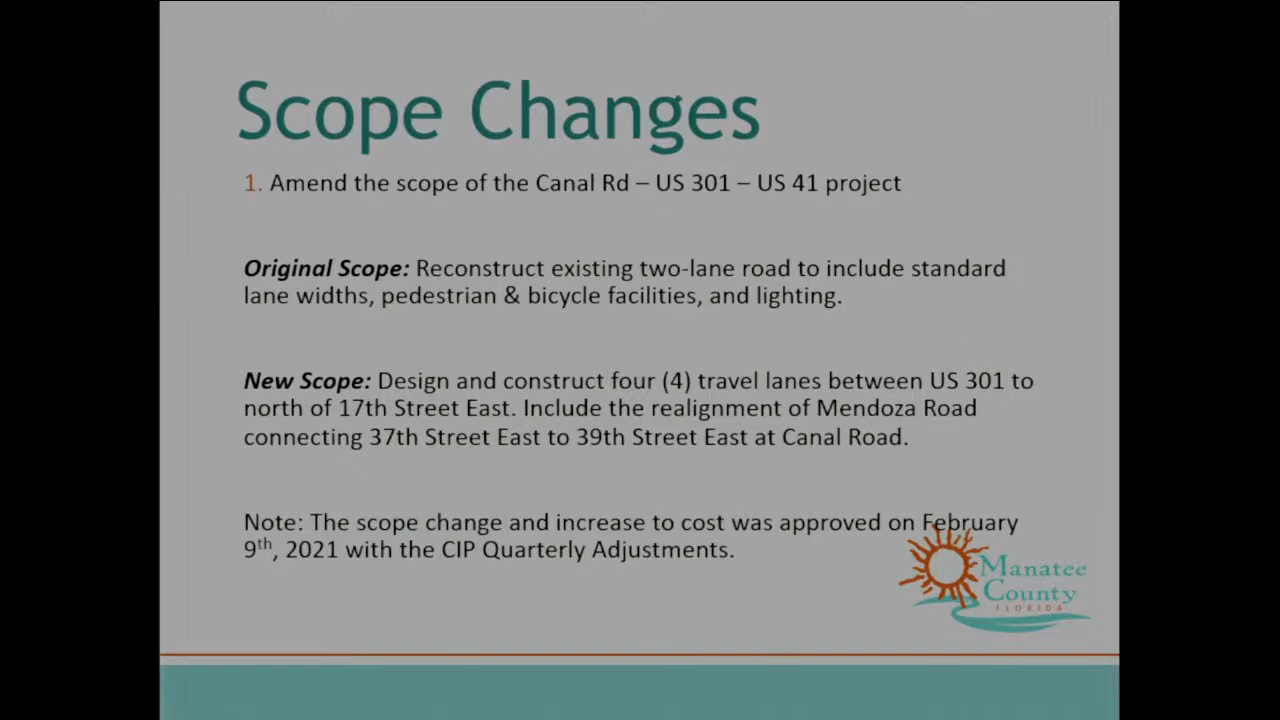 Scope Changes
1. Amend the scope of the Canal Rd – US 301 – US 41 project
Original Scope: Reconstruct existing two-lane road to include standard
lane widths, pedestrian & bicycle facilities, and lighting.
New Scope: Design and construct four (4) travel lanes between US 301 to
north of 17th Street East. Include the realignment of Mendoza Road
connecting 37th Street East to 39th Street East at Canal Road.
Note: The scope change and increase to cost was approved on February
9th, 2021 with the CIP Quarterly Adjustments.
Manatee
County
FLORIDA